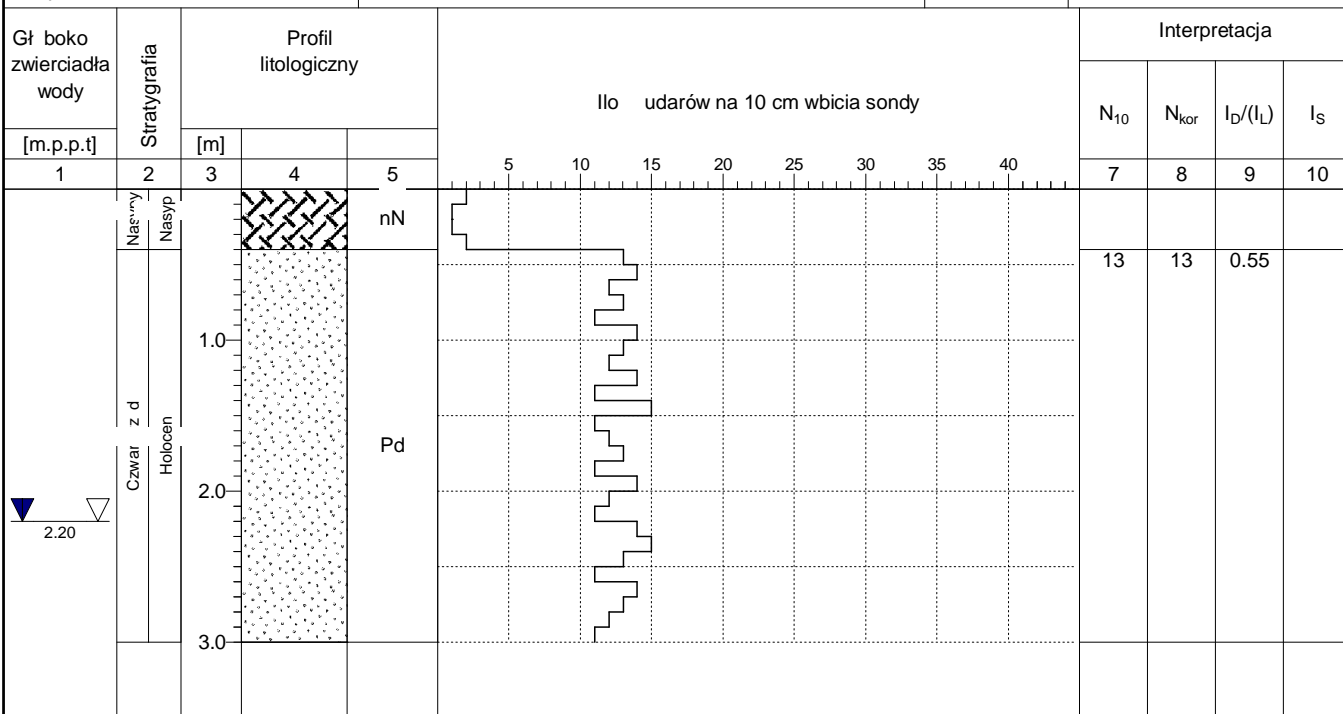 Gł boko
zwierciadła
wody
[m.p.p.t]
Stratygrafia
Profil
litologiczny
[m]
Ilo udarów na 10 cm wbicia sondy
Interpretacja
N10 Nkor ID/(IL) IS
1 2 3 4 5 7 8 9 10
5 10 15 20 25 30 35 40
Nasyp
nN
13 13 0.55
1.0
z d
Czwar
Holocen
Pd
2.0
2.20
3.0